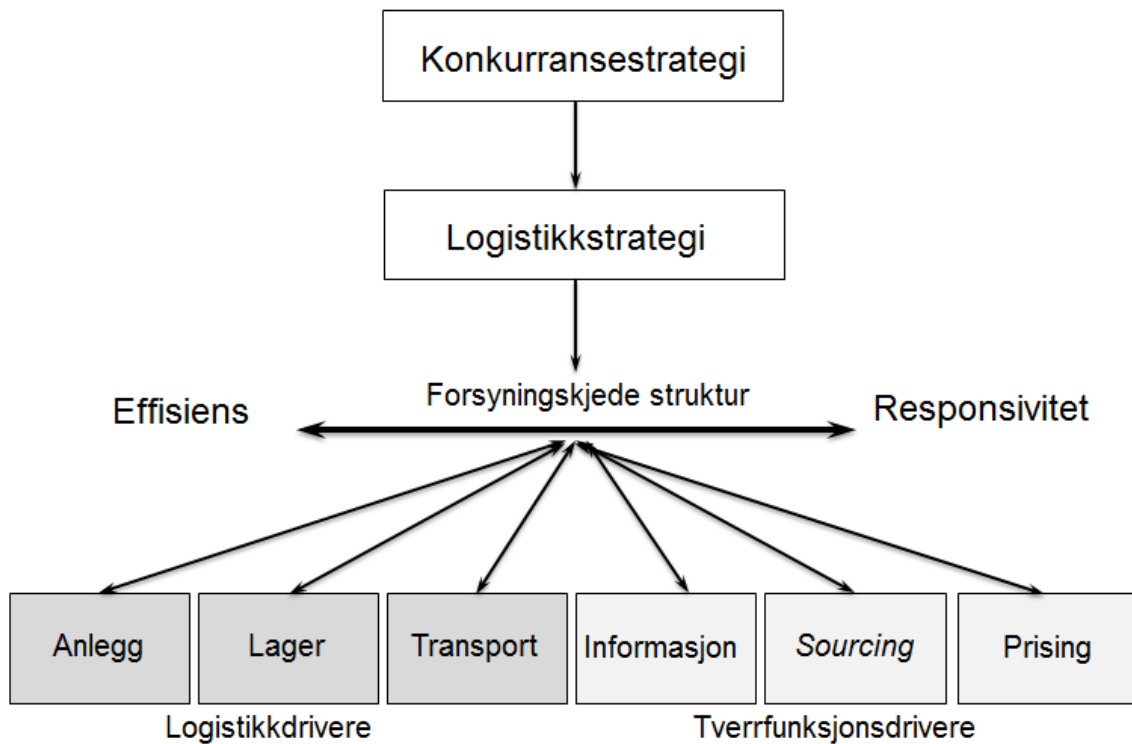 Konkurransestrategi
Logistikkstrategi
Forsyningskjede struktur
Effisiens
Responsivitet
Anlegg
Lager
Transport
Informasjon
Sourcing
Prising
Logistikkdrivere
Tverrfunksjonsdrivere